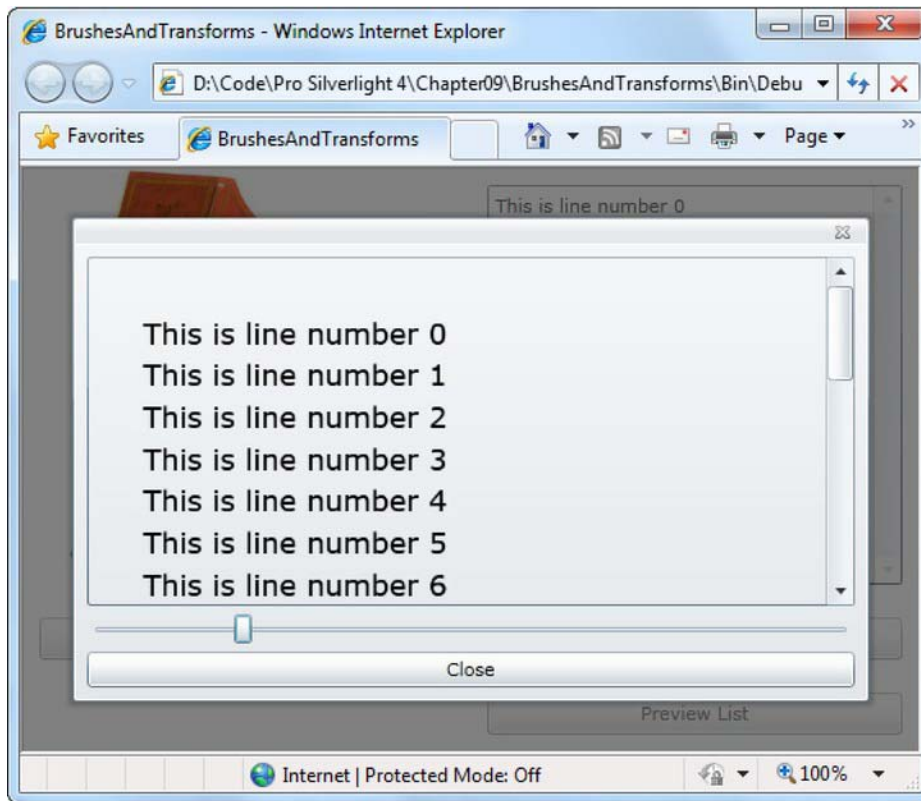 BrushesAndTransforms - Windows Internet Explorer
D:\Code\Pro Silverlight 4\Chapter09\BrushesAndTransforms\Bin\Debu
Favorites
BrushesAndTransforms
Page
This is line number 0
This is line number 0
This is line number 1
This is line number 2
This is line number 3
This is line number 4
This is line number 5
This is line number 6
Close
Preview List
Internet | Protected Mode: Off
100%